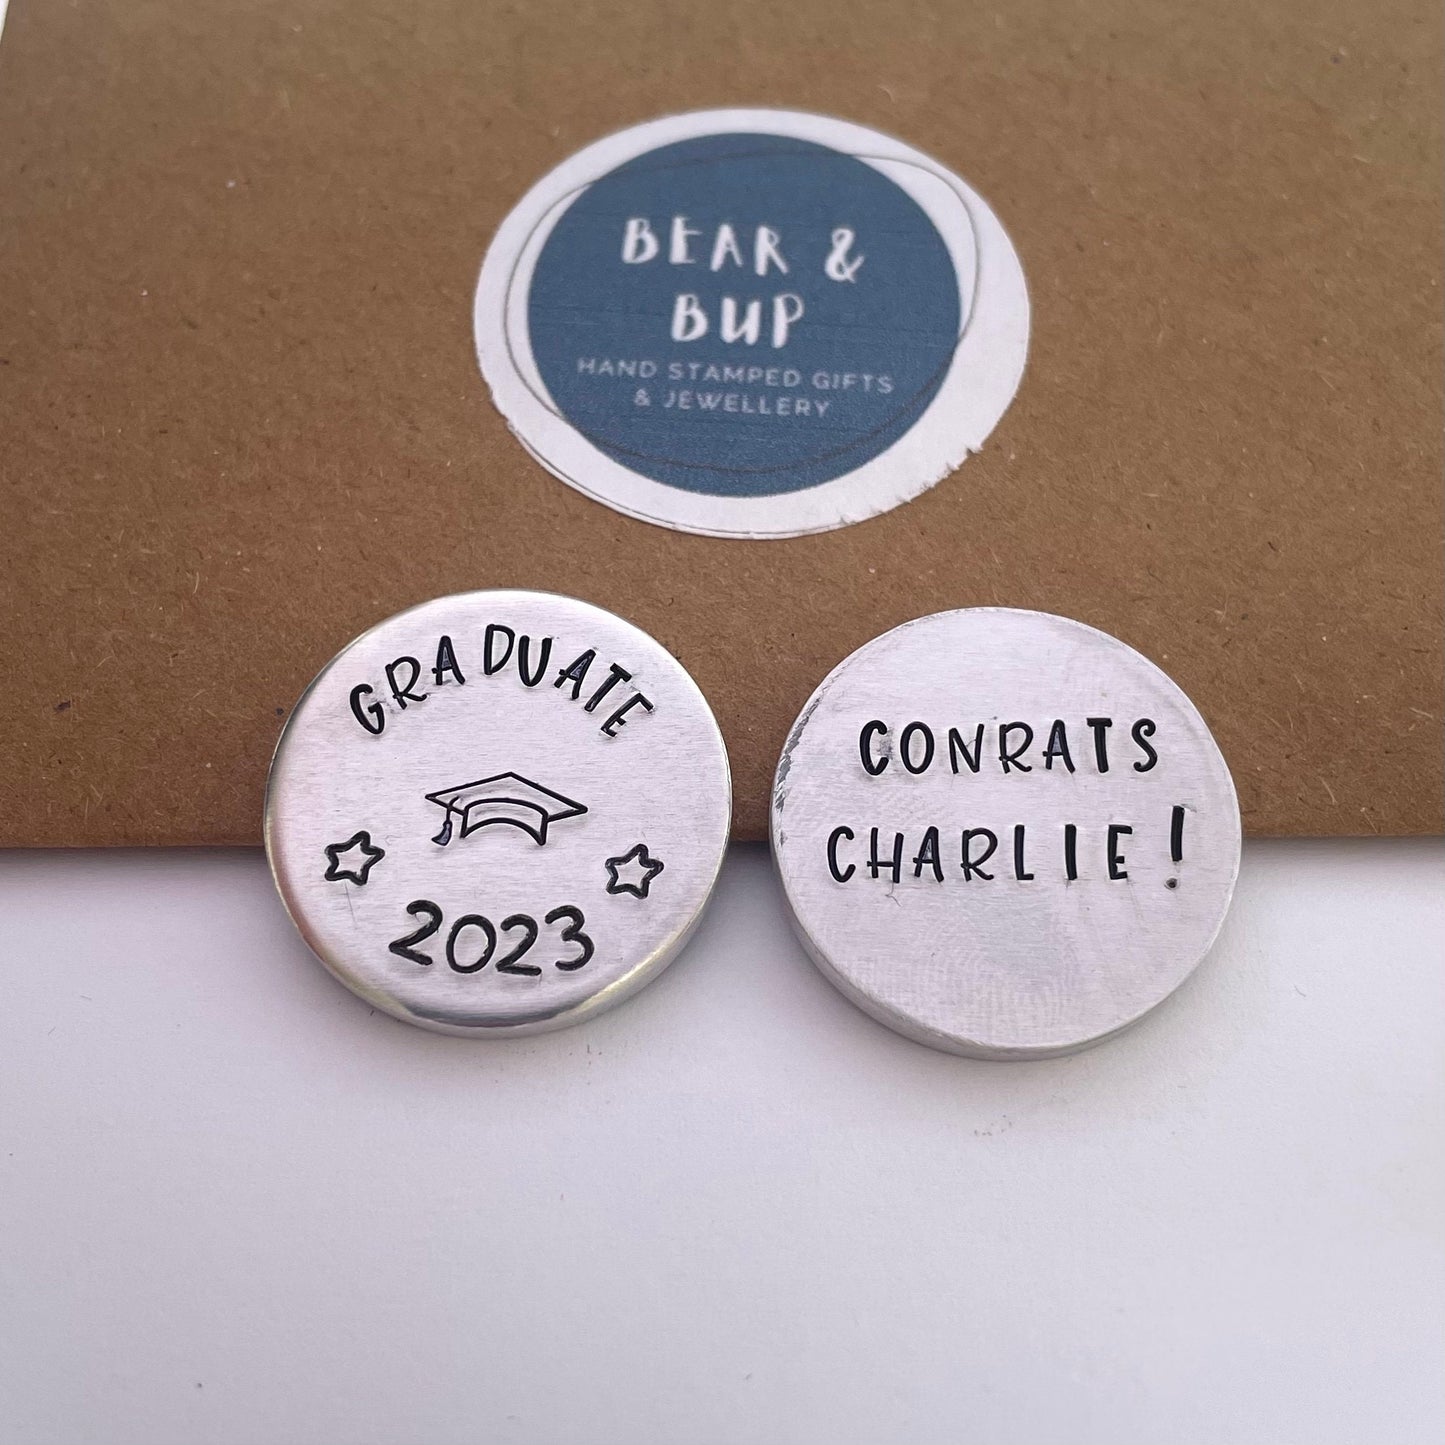 BEAR &
BUP
HAND STAMPED GIFTS
& JEWELLERY
GRADUATE
2023
CONRATS
CHARLIE!